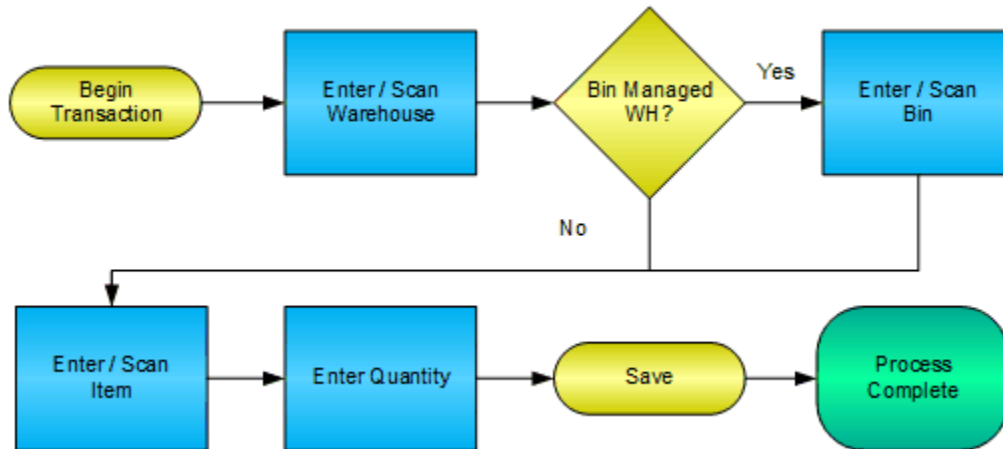 Begin
Transaction
Enter / Scan
Warehouse
Bin Managed
WH?
Yes
Enter / Scan
Bin
No
Enter / Scan
Item
Enter Quantity
Save
Process
Complete